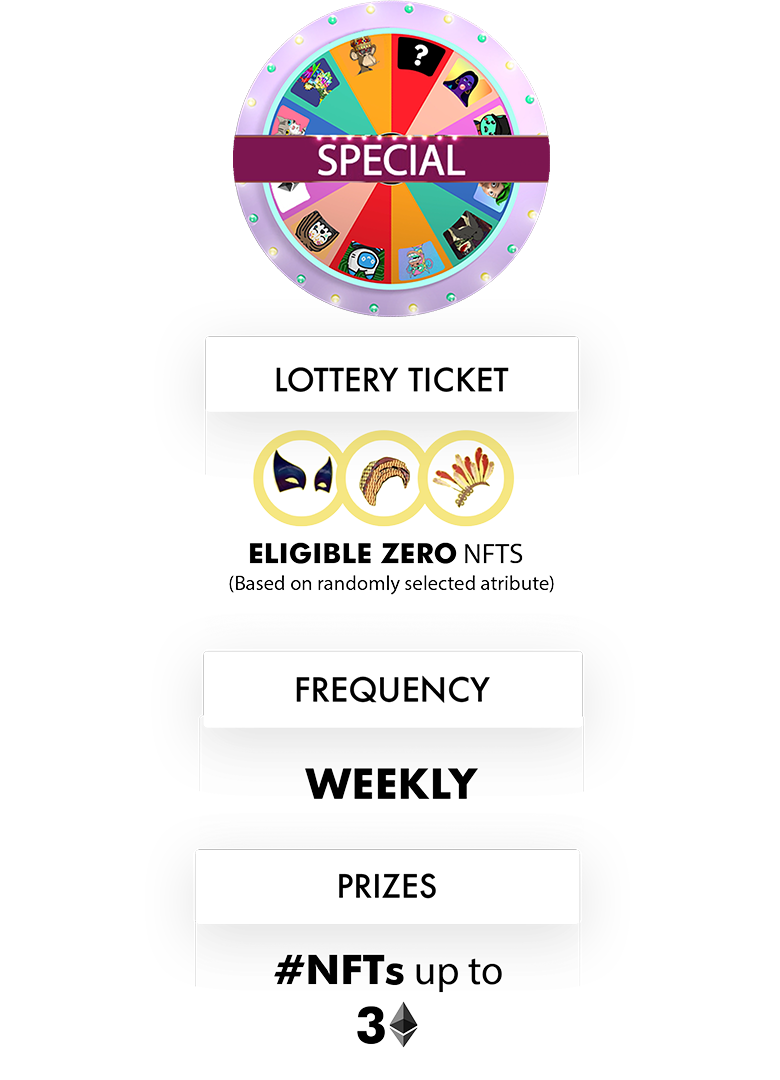 ?
SPECIAL
LOTTERY TICKET
ELIGIBLE ZERO NFTS
(Based on randomly selected atribute)
FREQUENCY
WEEKLY
PRIZES
#NFTs up to
3